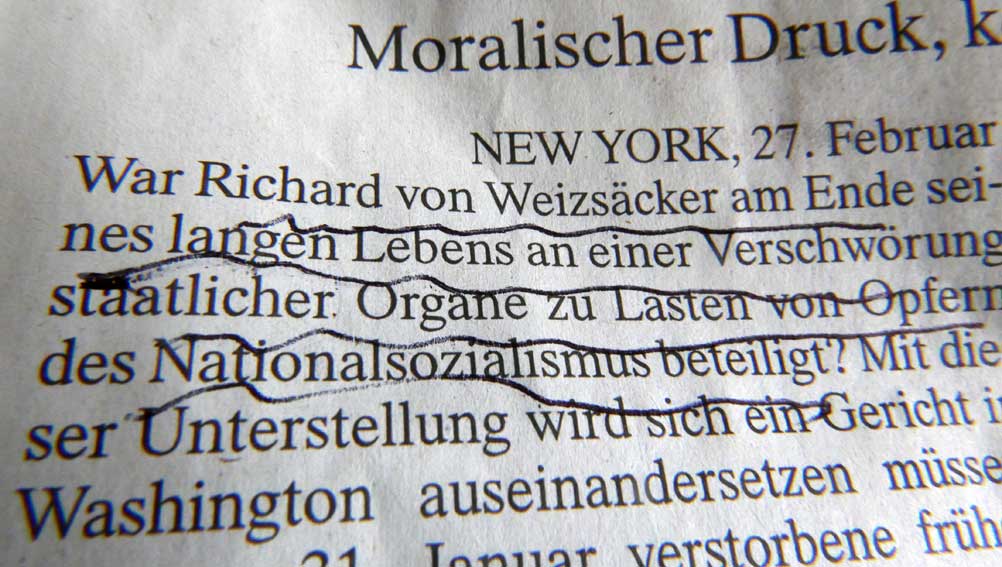 Moralischer Druck, k
NEW YORK, 27. Februar
War Richard von Weizsäcker am Ende sei-
nes langen Lebens an einer Verschwörung
staatlicher Organe zu Lasten von Opfern
des Nationalsozialismus beteiligt? Mit die-
ser Unterstellung wird sich ein Gericht i
Washington auseinandersetzen müsse
31. Januar verstorbene früh